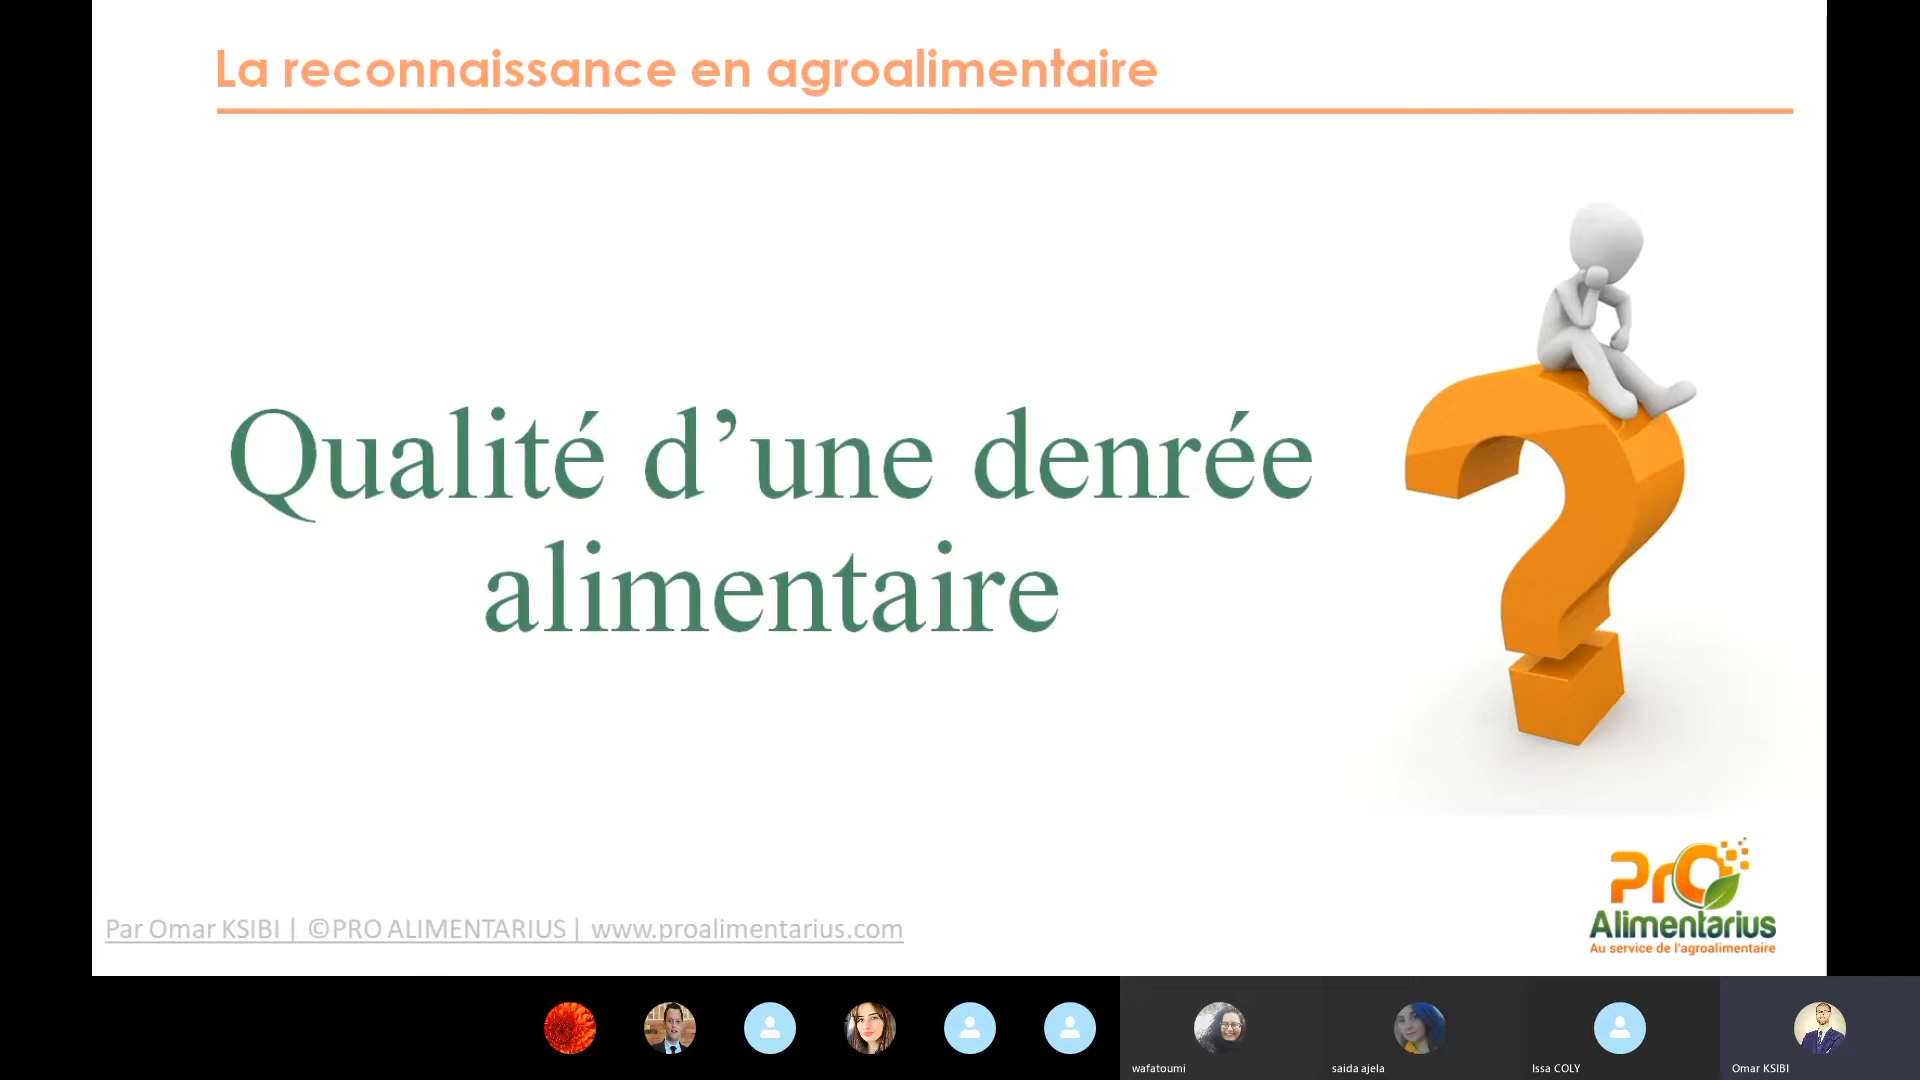 La reconnaissance en agroalimentaire
Qualité d’une denrée
alimentaire
Par Omar KSIBI | ©PRO ALIMENTARIUS | www.proalimentarius.com
PrO
Alimentarius
Au service de l'agroalimentaire
wafatoumi
saida ajela
Issa COLY
Omar KSIBI